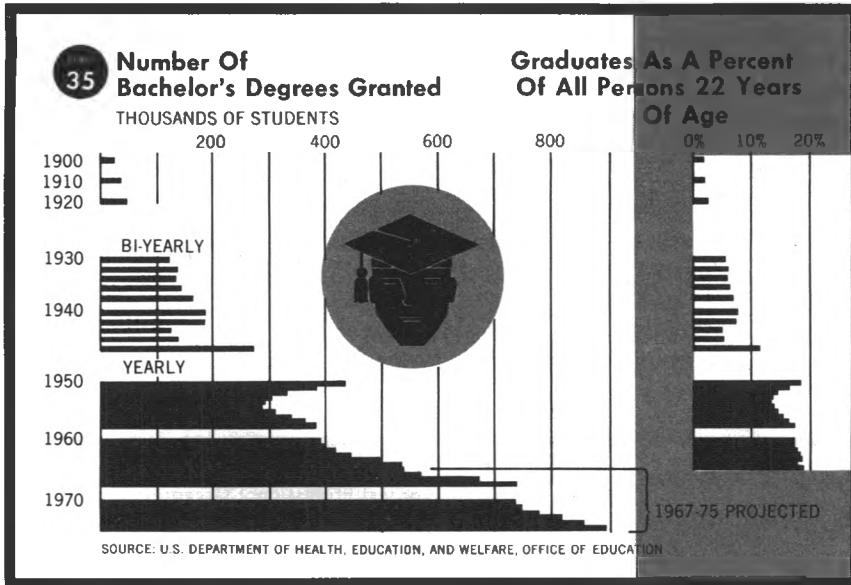 35
Number Of
Bachelor's Degrees Granted
THOUSANDS OF STUDENTS
Graduates As A Percent
Of All Persons 22 Years
Of Age
200 400 600 800
0% 10% 20%
1900
1910
1920
BI-YEARLY
1930
1940
YEARLY
1950
1960
1970
1967-75 PROJECTED
SOURCE: U.S. DEPARTMENT OF HEALTH, EDUCATION, AND WELFARE, OFFICE OF EDUCATION